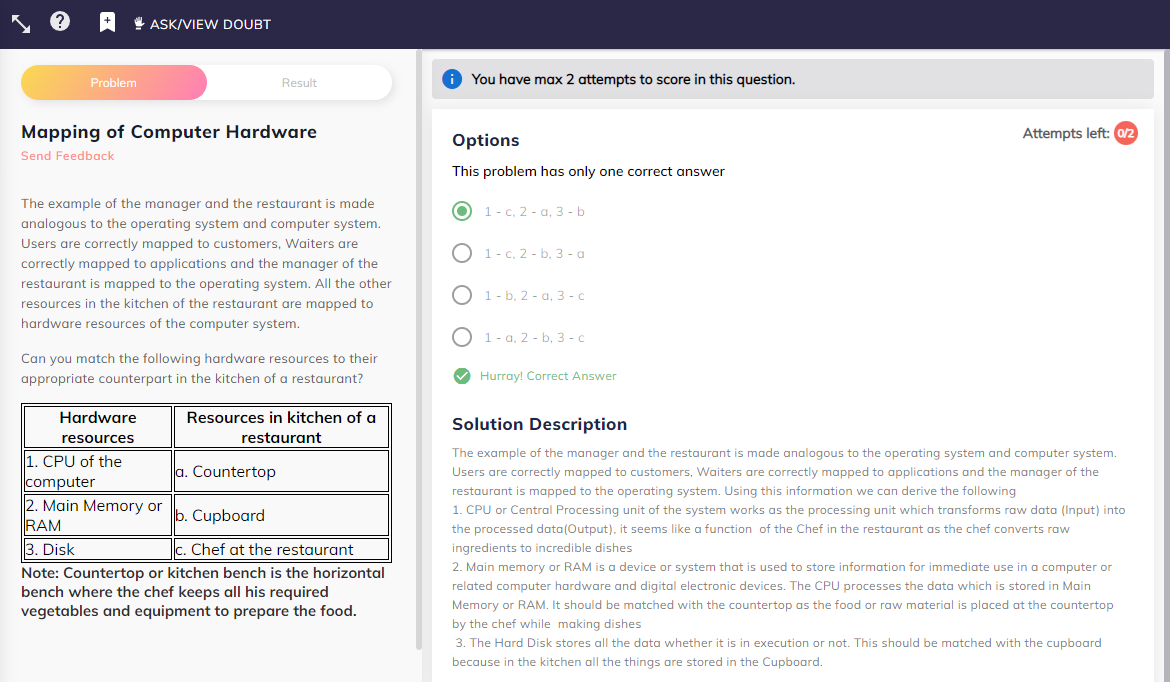 ASK/VIEW DOUBT
Problem
Result
Mapping of Computer Hardware
Send Feedback
The example of the manager and the restaurant is made
analogous to the operating system and computer system.
Users are correctly mapped to customers, Waiters are
correctly mapped to applications and the manager of the
restaurant is mapped to the operating system. All the other
resources in the kitchen of the restaurant are mapped to
hardware resources of the computer system.
Can you match the following hardware resources to their
appropriate counterpart in the kitchen of a restaurant?
Hardware
resources
Resources in kitchen of a
restaurant
1. CPU of the
computer
a. Countertop
2. Main Memory or
RAM
b. Cupboard
3. Disk
c. Chef at the restaurant
Note: Countertop or kitchen bench is the horizontal
bench where the chef keeps all his required
vegetables and equipment to prepare the food.
You have max 2 attempts to score in this question.
Options
Attempts left: 0/2
This problem has only one correct answer
1 - c, 2 - a, 3 - b
1 - c, 2 - b, 3 - a
1 - b, 2 - a, 3 - c
1 - a, 2 - b, 3 - c
Hurray! Correct Answer
Solution Description
The example of the manager and the restaurant is made analogous to the operating system and computer system.
Users are correctly mapped to customers, Waiters are correctly mapped to applications and the manager of the
restaurant is mapped to the operating system. Using this information we can derive the following
1. CPU or Central Processing unit of the system works as the processing unit which transforms raw data (Input) into
the processed data(Output), it seems like a function  of the Chef in the restaurant as the chef converts raw
ingredients to incredible dishes
2. Main memory or RAM is a device or system that is used to store information for immediate use in a computer or
related computer hardware and digital electronic devices. The CPU processes the data which is stored in Main
Memory or RAM. It should be matched with the countertop as the food or raw material is placed at the countertop
by the chef while  making dishes
3. The Hard Disk stores all the data whether it is in execution or not. This should be matched with the cupboard
because in the kitchen all the things are stored in the Cupboard.